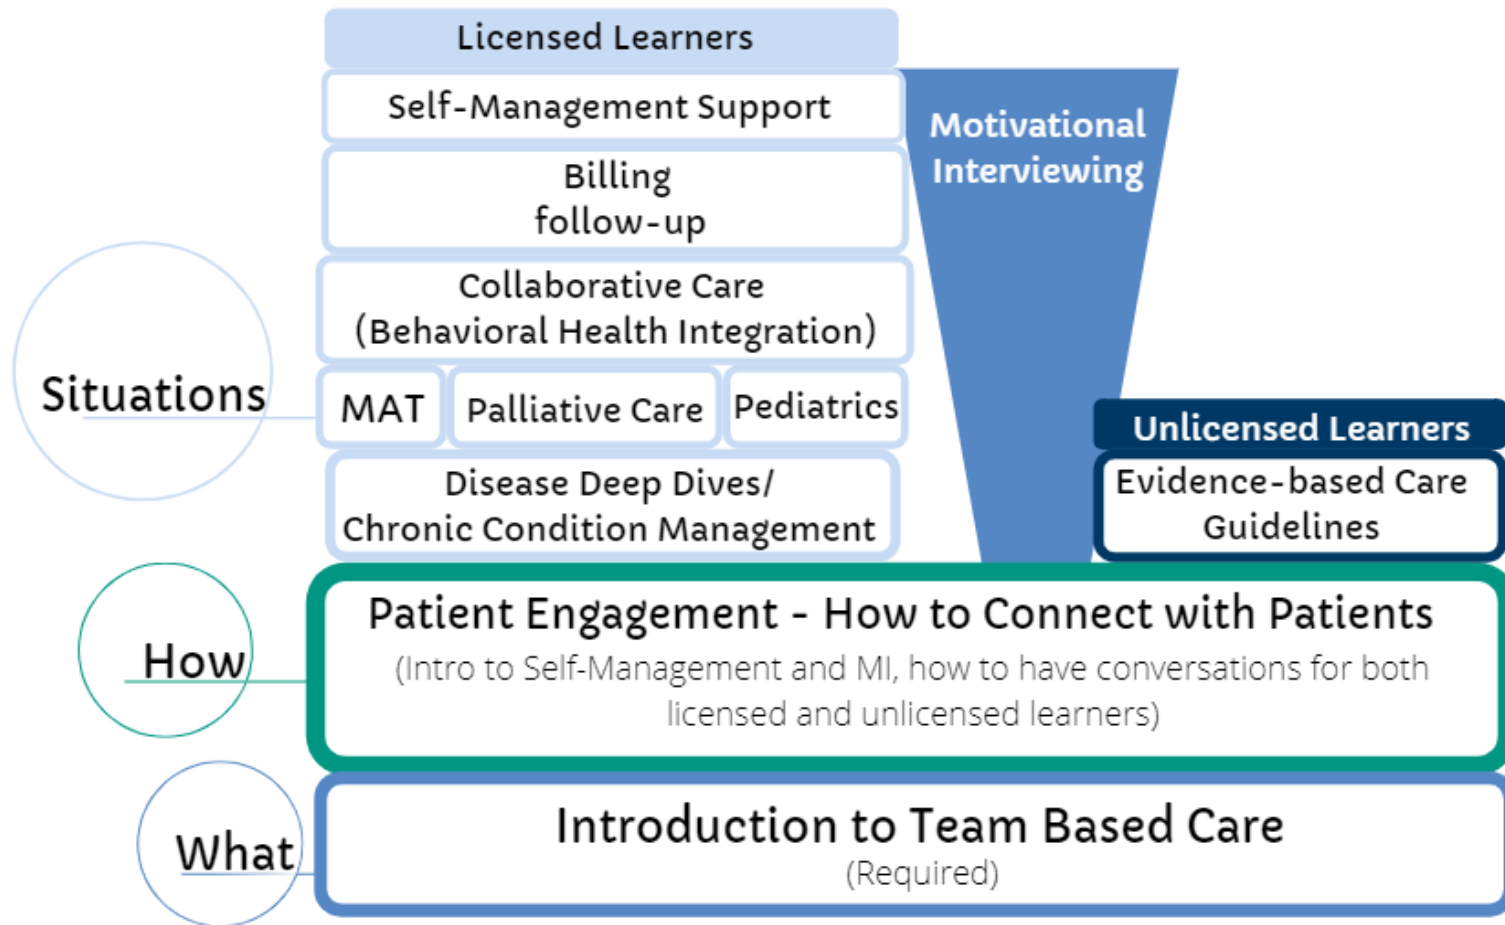 Licensed Learners
Self-Management Support
Billing
follow-up
Collaborative Care
(Behavioral Health Integration)
MAT
Palliative Care
Pediatrics
Disease Deep Dives/
Chronic Condition Management
Motivational
Interviewing
Unlicensed Learners
Evidence-based Care
Guidelines
Situations
How
Patient Engagement - How to Connect with Patients
(Intro to Self-Management and MI, how to have conversations for both
licensed and unlicensed learners)
What
Introduction to Team Based Care
(Required)